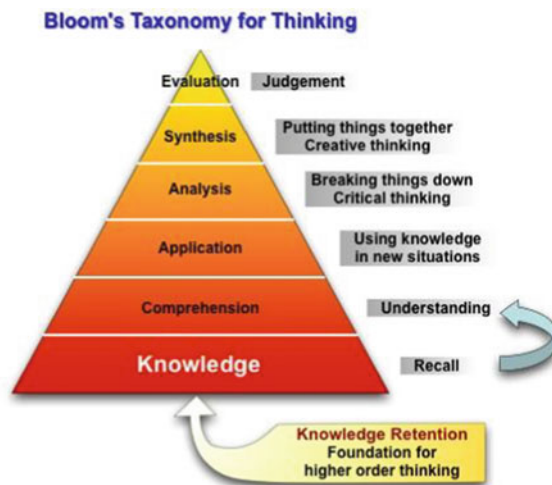 Bloom's Taxonomy for Thinking
Evaluation
Judgement
Synthesis
Putting things together
Creative thinking
Analysis
Breaking things down
Critical thinking
Application
Using knowledge
in new situations
Comprehension
Understanding
Knowledge
Recall
Knowledge Retention
Foundation for
higher order thinking